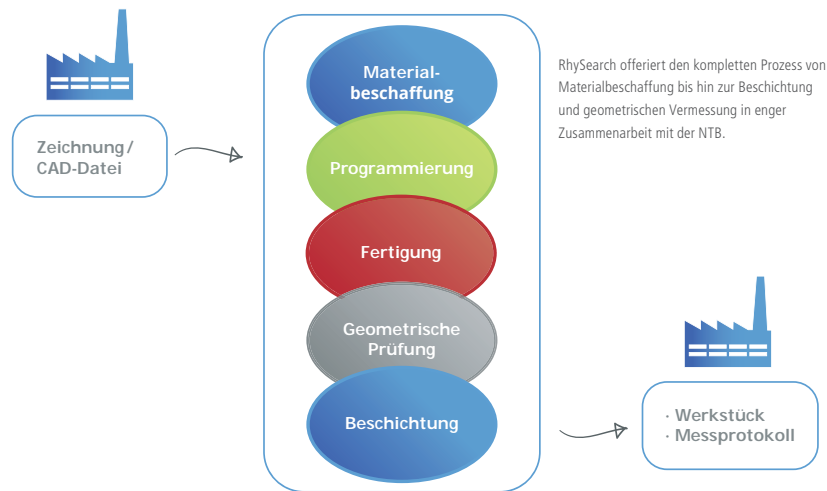 Zeichnung/
CAD-Datei
Material-
beschaffung
Programmierung
Fertigung
Geometrische
Prüfung
Beschichtung
RhySearch offeriert den kompletten Prozess von
Materialbeschaffung bis hin zur Beschichtung
und geometrischen Vermessung in enger
Zusammenarbeit mit der NTB.
· Werkstück
· Messprotokoll